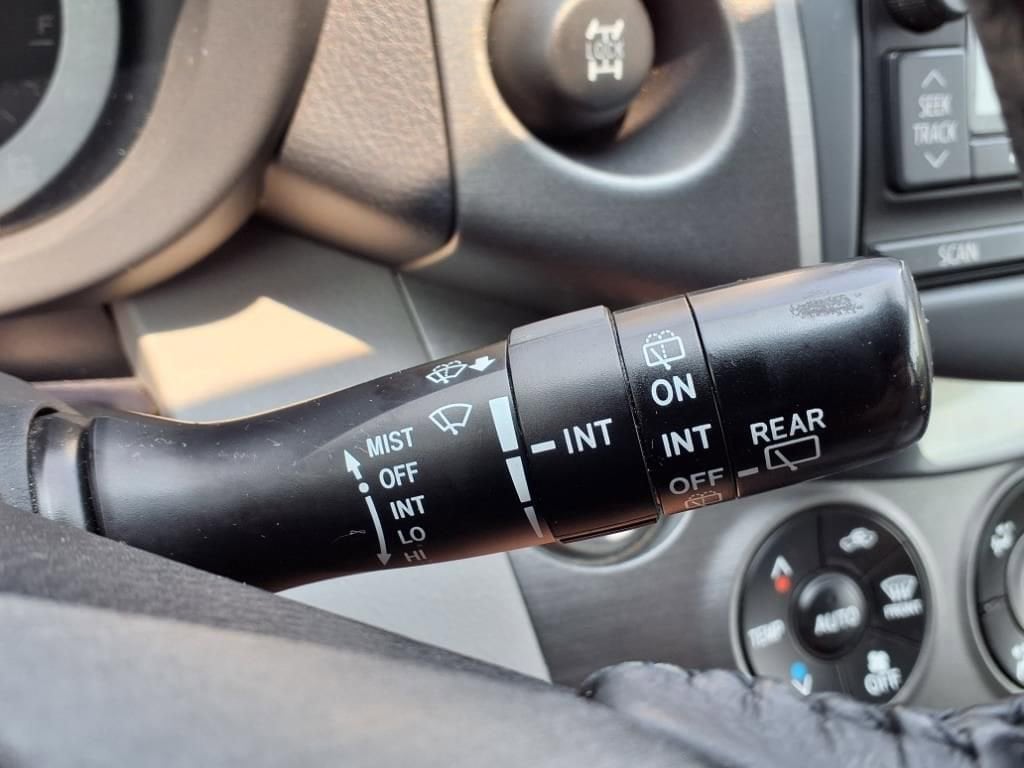 F
LOCK
SEEK
TRACK
SCAN
MIST
OFF
INT
LO
HI
INT
ON
INT
OFF
REAR
AUTO
TEMP
FRONT
OFF